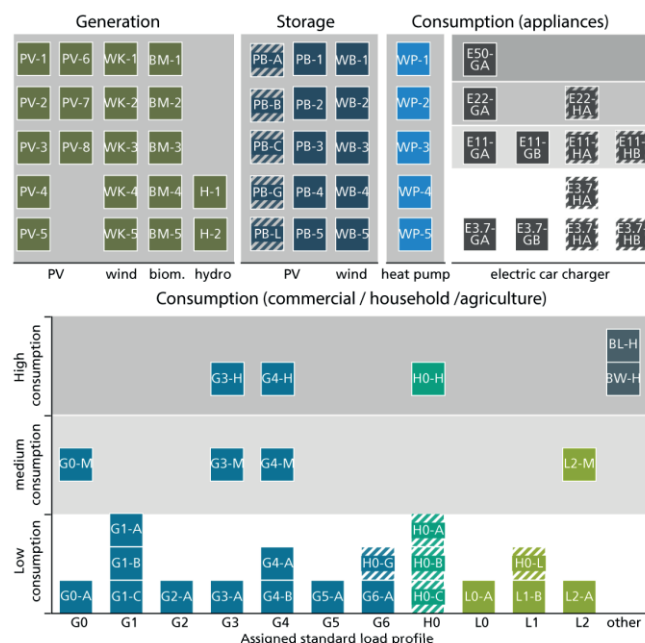 Generation
Storage
Consumption (appliances)
PV-1 PV-6 WK-1 BM-1 PB-A PB-1 WB-1 WP-1 E50-GA
PV-2 PV-7 WK-2 BM-2 PB-B PB-2 WB-2 WP-2 E22-GA E22-HA
PV-3 PV-8 WK-3 BM-3 PB-C PB-3 WB-3 WP-3 E11-GA E11-GB E11-HA E11-HB
PV-4 WK-4 BM-4 H-1 PB-G PB-4 WB-4 WP-4 E3.7-HA
PV-5 WK-5 BM-5 H-2 PB-L PB-5 WB-5 WP-5 E3.7-GA E3.7-GB E3.7-HA E3.7-HB
PV wind biom. hydro PV wind heat pump electric car charger
Consumption (commercial / household /agriculture)
High
consumption
BL-H
G3-H G4-H H0-H BW-H
medium
consumption
G0-M G3-M G4-M L2-M
Low
consumption
G1-A H0-A
G1-B G4-A H0-G H0-B H0-L
G0-A G1-C G2-A G3-A G4-B G5-A G6-A H0-C L0-A L1-B L2-A
G0 G1 G2 G3 G4 G5 G6 H0 L0 L1 L2 other
Assigned standard load profile